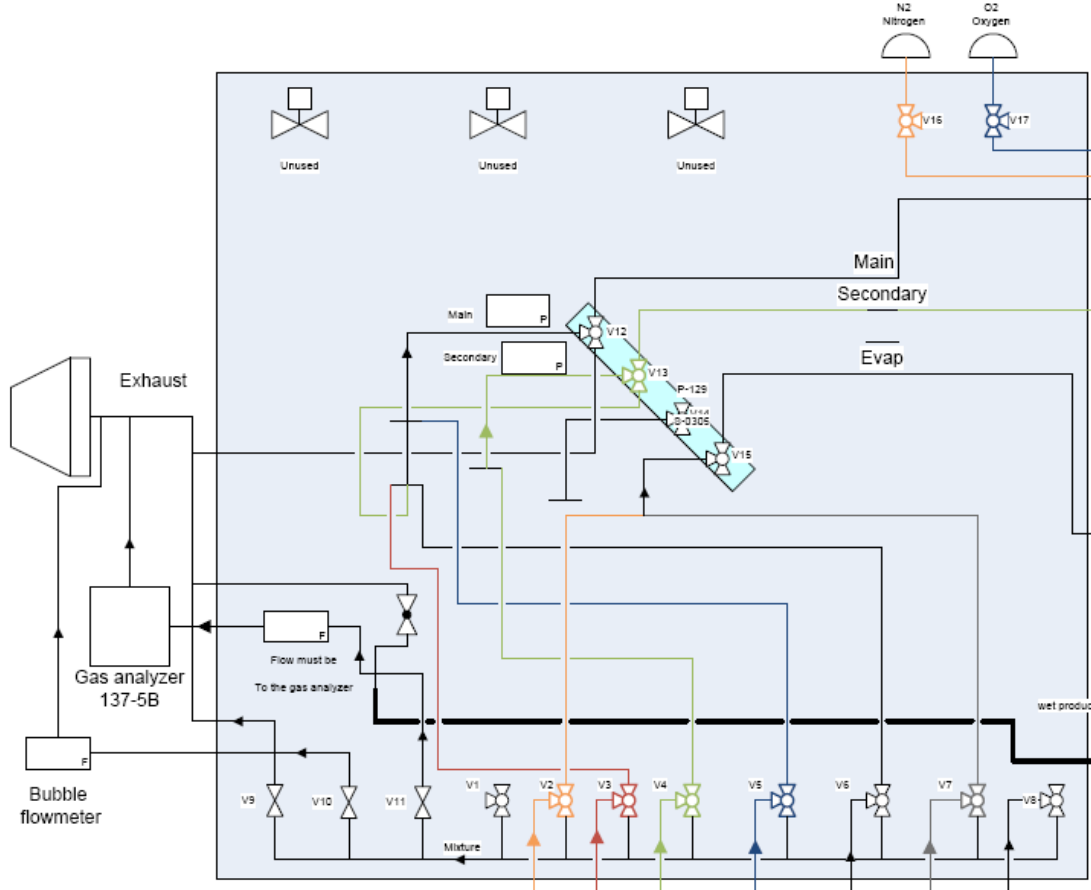 N2
Nitrogen
O2
Oxygen
V16
V17
Unused
Unused
Unused
Main
Secondary
Evap
Main
P
V12
Secondary
P
V13
P-129
S-0305
V15
Exhaust
Gas analyzer
137-5B
F
Flow must be
To the gas analyzer
wet produc
F
Bubble
flowmeter
V9
V10
V11
V1
V2
V3
V4
V5
V6
V7
V8
Mixture